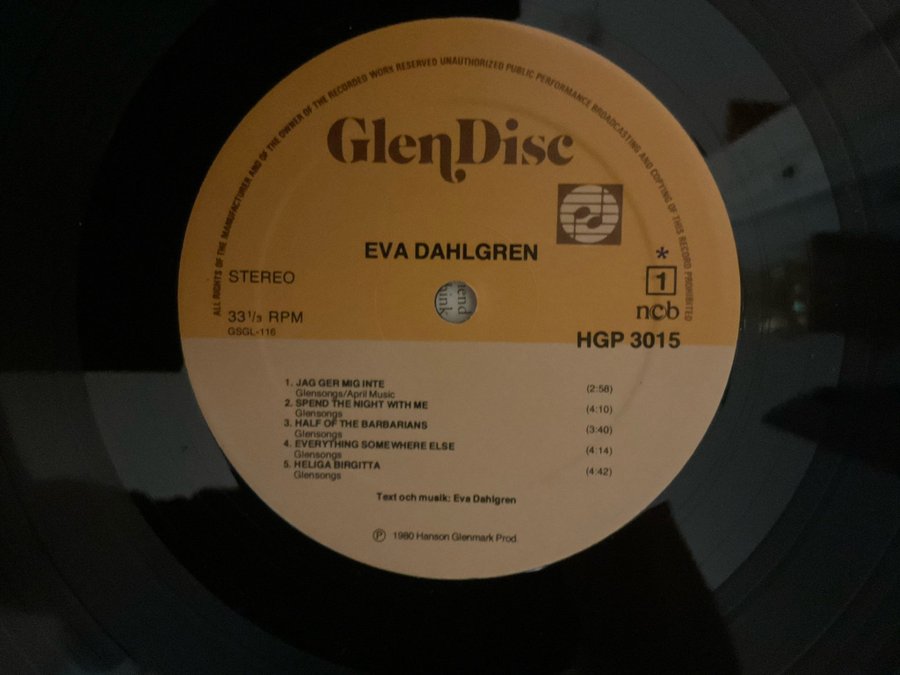 ALL RIGHTS OF THE MANUFACTURER AND OF THE OWNER OF THE RECORDED WORK RESERVED UNAUTHORIZED PUBLIC PERFORMANCE BROADCASTING AND COPYING OF THIS RECORD PROHIBITED
GlenDisc
EVA DAHLGREN
STEREO
33 1/3 RPM
GSGL-116
*
1
ncb
HGP 3015
1. JAG GER MIG INTE (2:58)
Glensongs/April Music
2. SPEND THE NIGHT WITH ME (4:10)
Glensongs
3. HALF OF THE BARBARIANS (3:40)
Glensongs
4. EVERYTHING SOMEWHERE ELSE (4:14)
Glensongs
5. HELIGA BIRGITTA (4:42)
Glensongs
Text och musik: Eva Dahlgren
℗ 1980 Hanson Glenmark Prod.